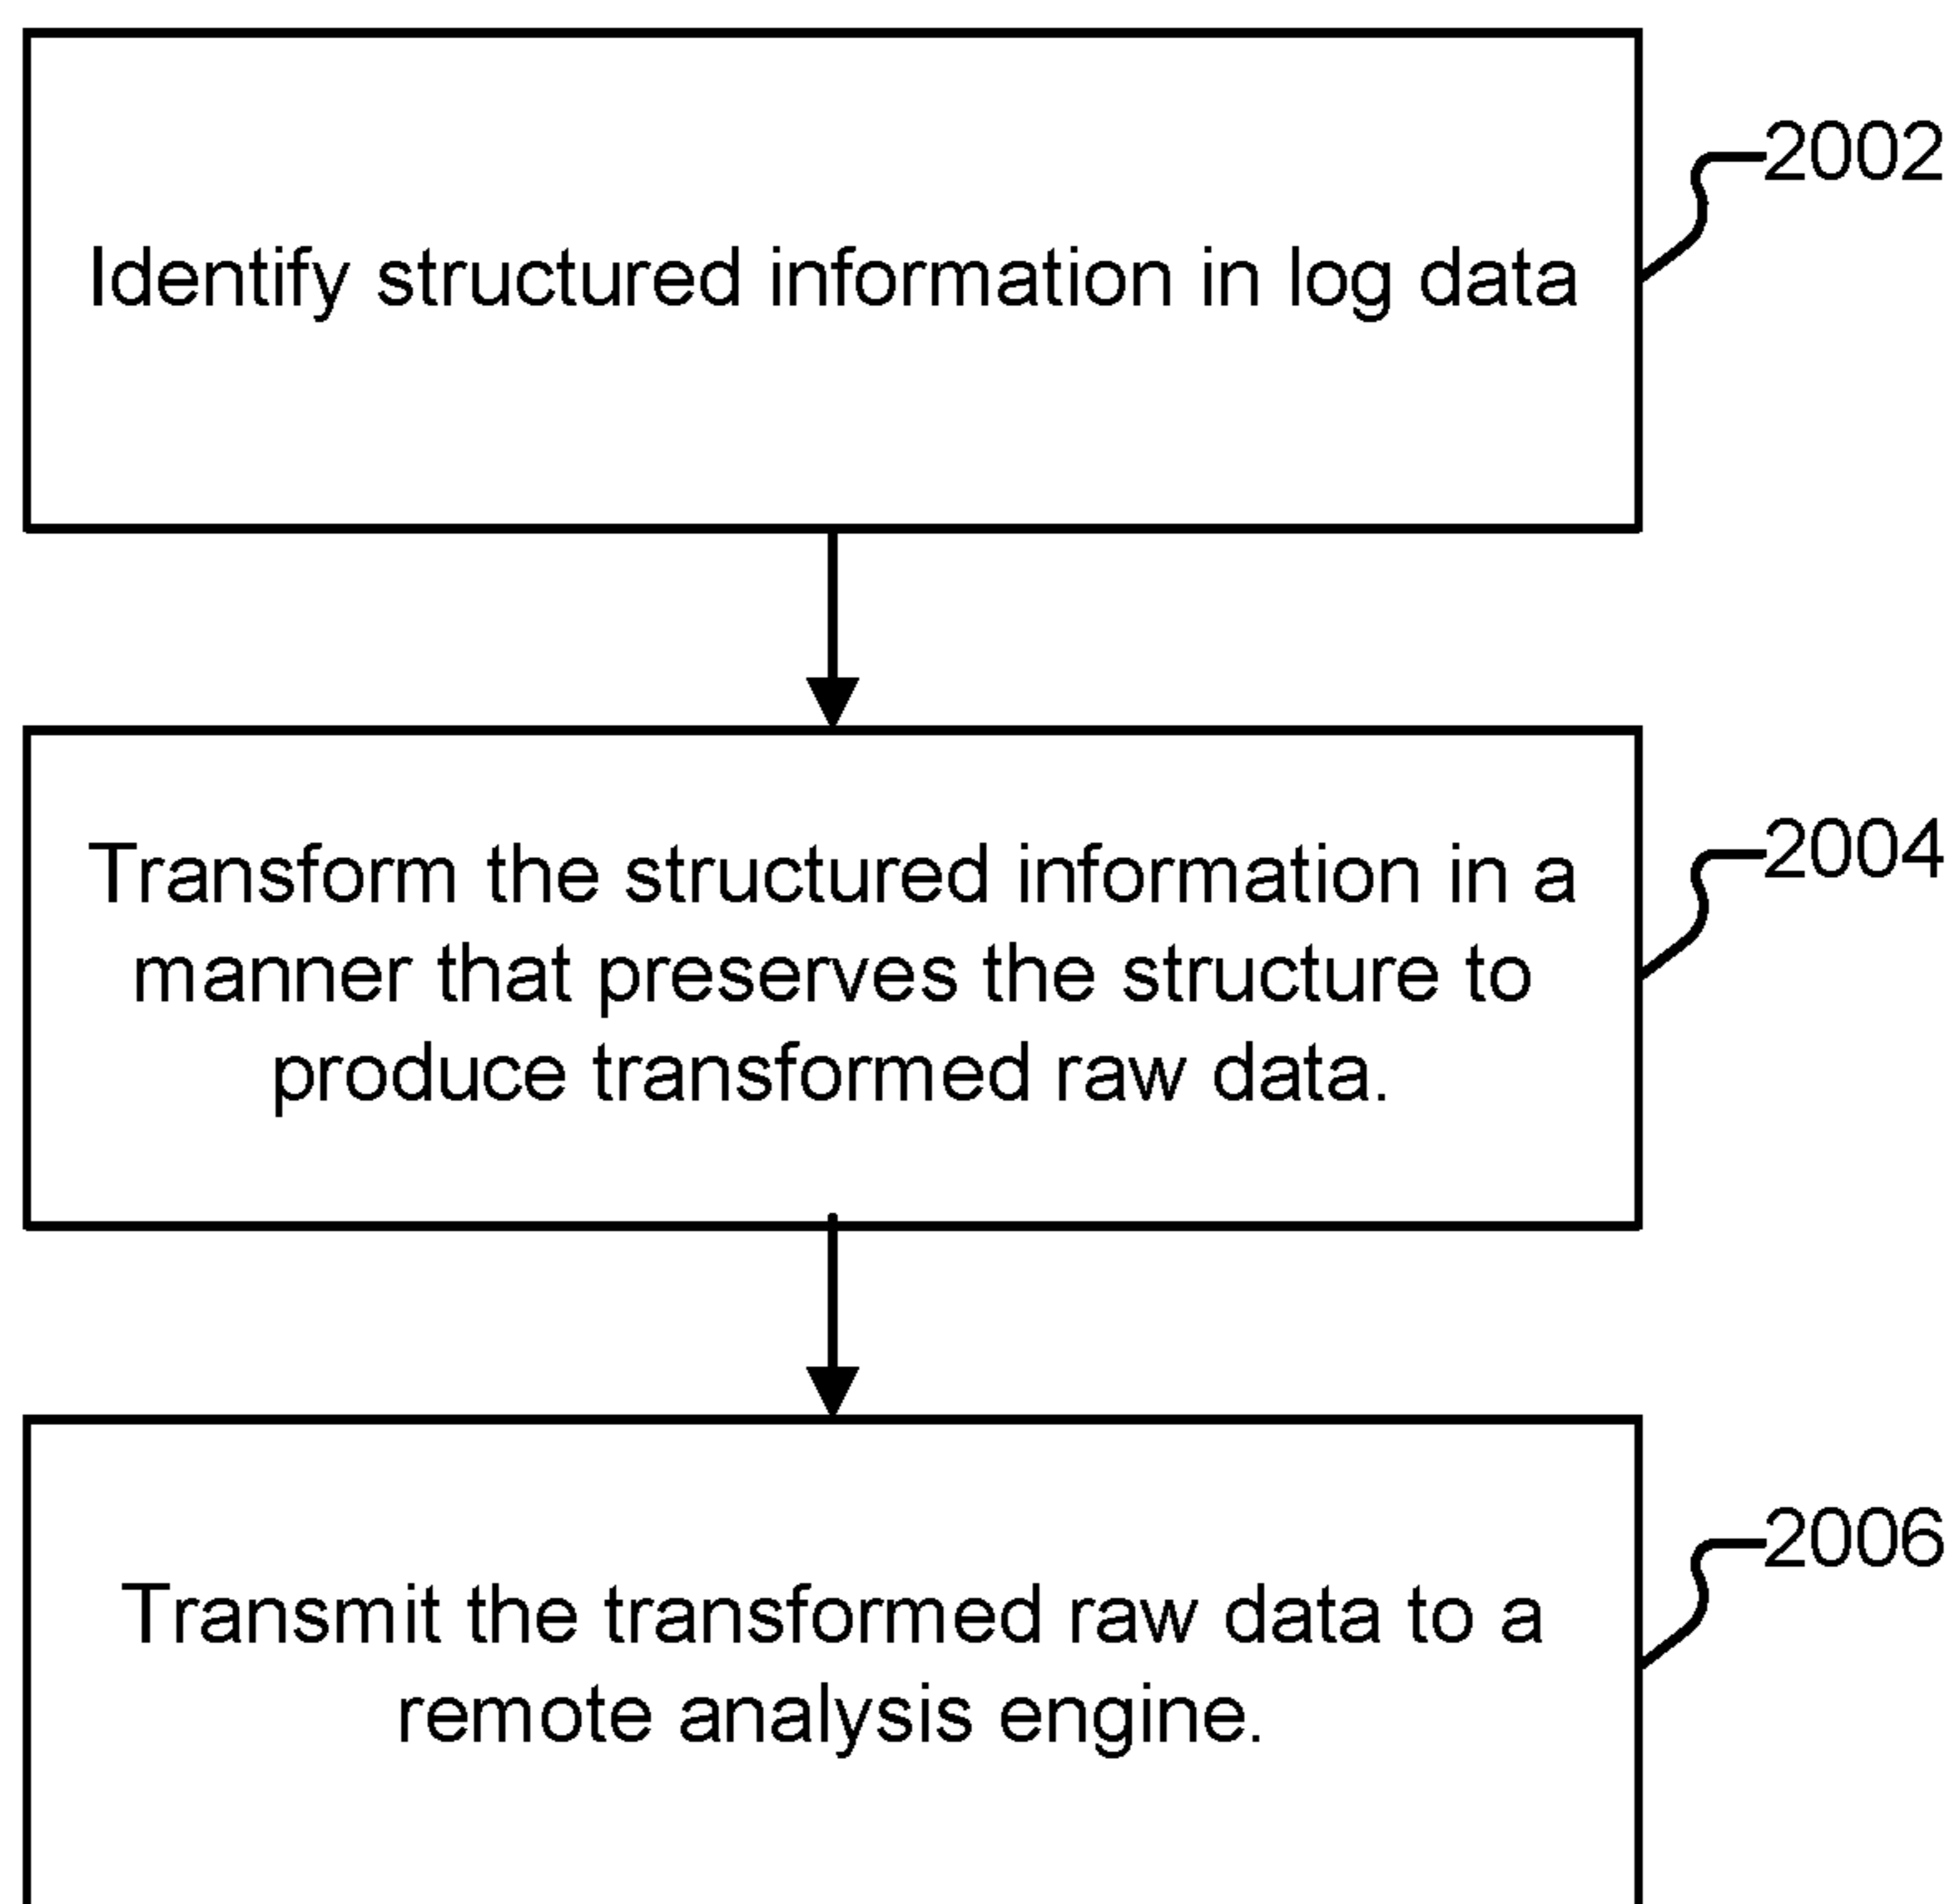 2002
Identify structured information in log data
2004
Transform the structured information in a
manner that preserves the structure to
produce transformed raw data.
2006
Transmit the transformed raw data to a
remote analysis engine.